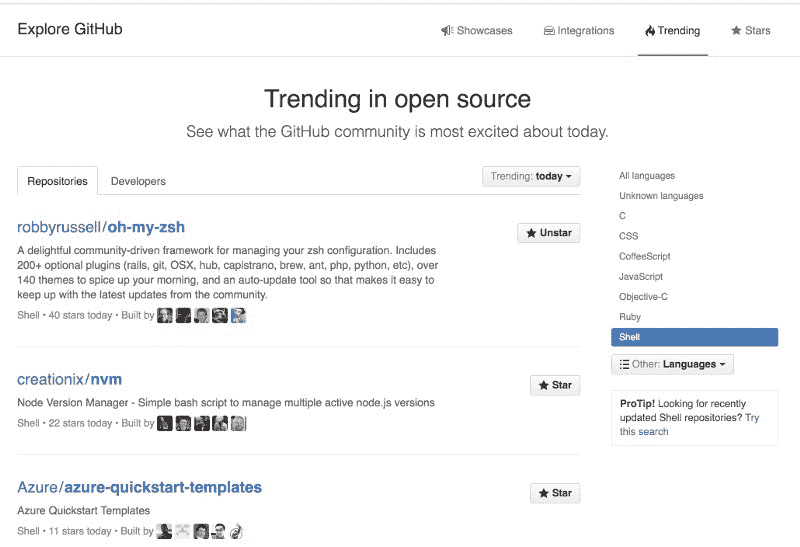 Explore GitHub
Showcases
Integrations
Trending
Stars
Trending in open source
See what the GitHub community is most excited about today.
Repositories
Developers
Trending: today
robbyrussell/oh-my-zsh
Unstar
A delightful community-driven framework for managing your zsh configuration. Includes
200+ optional plugins (rails, git, OSX, hub, capistrano, brew, ant, php, python, etc), over
140 themes to spice up your morning, and an auto-update tool so that makes it easy to
keep up with the latest updates from the community.
Shell • 40 stars today • Built by
creationix/nvm
Star
Node Version Manager - Simple bash script to manage multiple active node.js versions
Shell • 22 stars today • Built by
Azure/azure-quickstart-templates
Star
Azure Quickstart Templates
Shell • 11 stars today • Built by
All languages
Unknown languages
C
CSS
CoffeeScript
JavaScript
Objective-C
Ruby
Shell
Other: Languages
ProTip! Looking for recently
updated Shell repositories? Try
this search